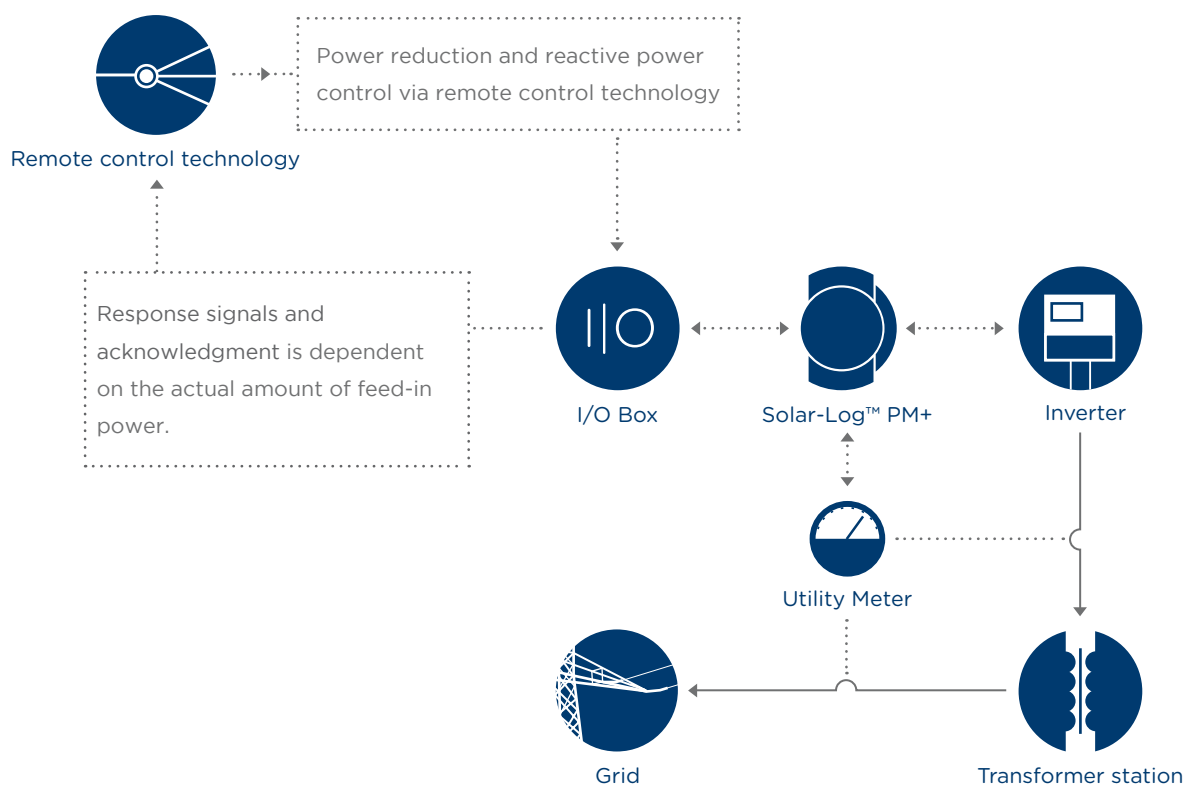 Power reduction and reactive power
control via remote control technology
Remote control technology
Response signals and
acknowledgment is dependent
on the actual amount of feed-in
power.
I/O Box
Solar-Log™ PM+
Inverter
Utility Meter
Grid
Transformer station